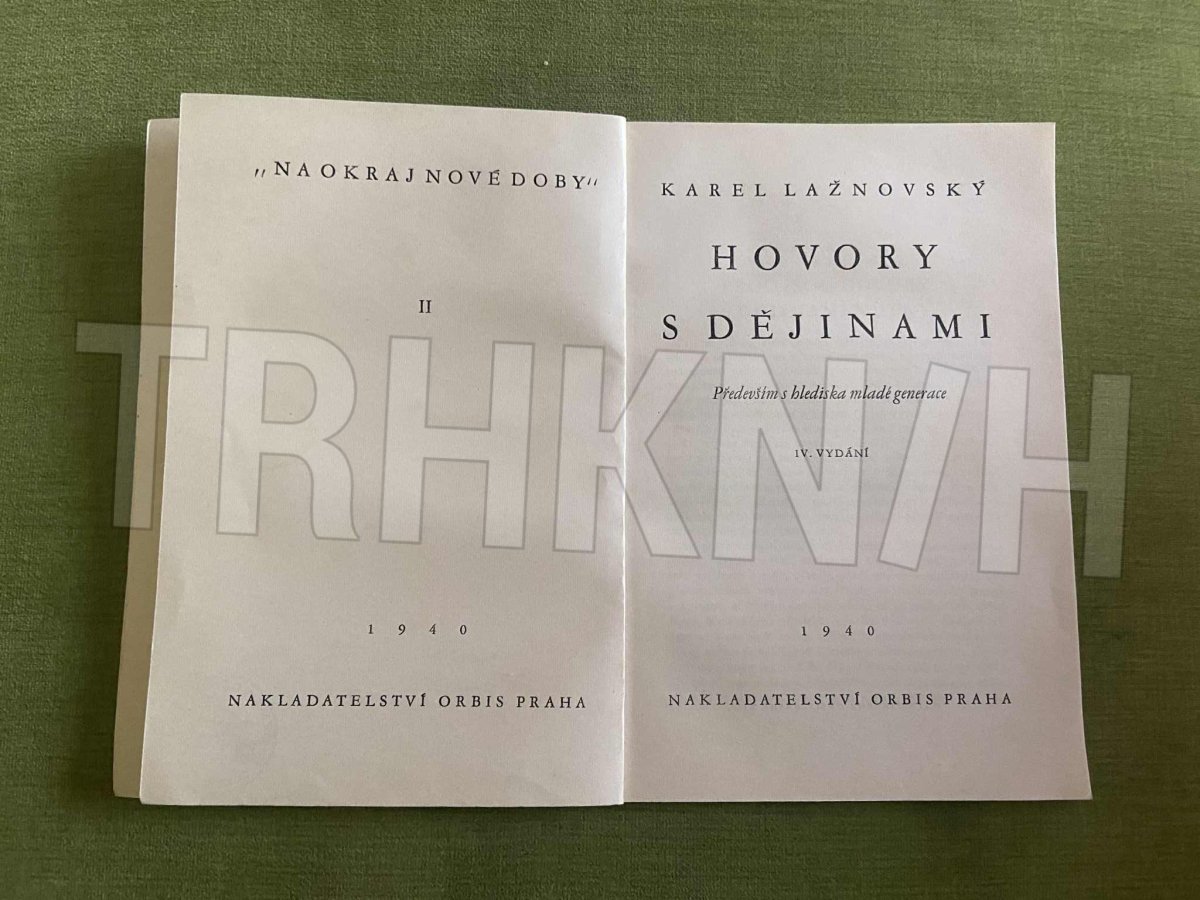 „NA OKRAJ NOVÉ DOBY“
II
1940
NAKLADATELSTVÍ ORBIS PRAHA
KAREL LAŽNOVSKÝ
HOVORY
S DĚJINAMI
Především s hlediska mladé generace
IV. VYDÁNÍ
1940
NAKLADATELSTVÍ ORBIS PRAHA
TRHKN/H